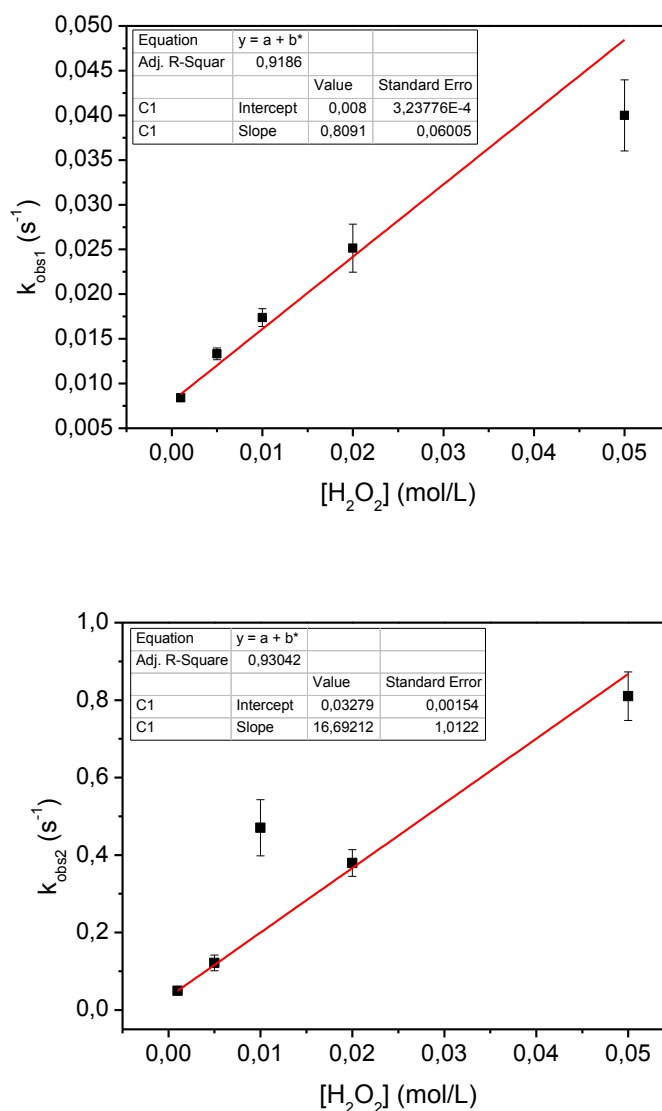 0,050
0,045
0,040
0,035
0,030
0,025
0,020
0,015
0,010
0,005
k_obs1 (s⁻¹)
Equation y = a + b*
Adj. R-Squar 0,9186
Value Standard Erro
C1 Intercept 0,008 3,23776E-4
C1 Slope 0,8091 0,06005
0,00 0,01 0,02 0,03 0,04 0,05
[H₂O₂] (mol/L)
1,0
0,8
0,6
0,4
0,2
0,0
k_obs2 (s⁻¹)
Equation y = a + b*
Adj. R-Square 0,93042
Value Standard Error
C1 Intercept 0,03279 0,00154
C1 Slope 16,69212 1,0122
0,00 0,01 0,02 0,03 0,04 0,05
[H₂O₂] (mol/L)